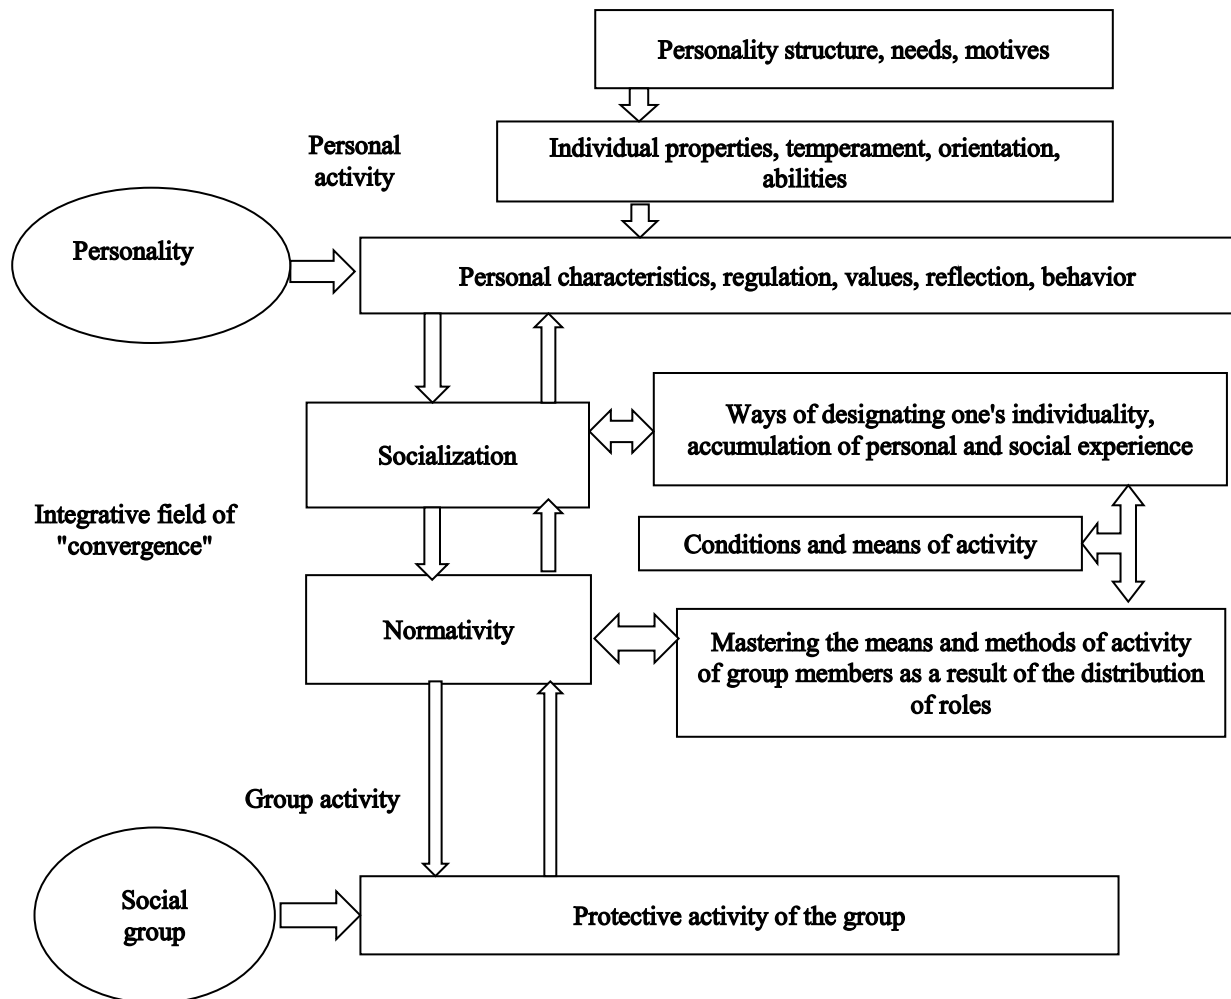 Personality structure, needs, motives
Personal
activity
Individual properties, temperament, orientation,
abilities
Personality
Personal characteristics, regulation, values, reflection, behavior
Ways of designating one's individuality,
accumulation of personal and social experience
Socialization
Integrative field of
"convergence"
Conditions and means of activity
Normativity
Mastering the means and methods of activity
of group members as a result of the distribution
of roles
Group activity
Social
group
Protective activity of the group